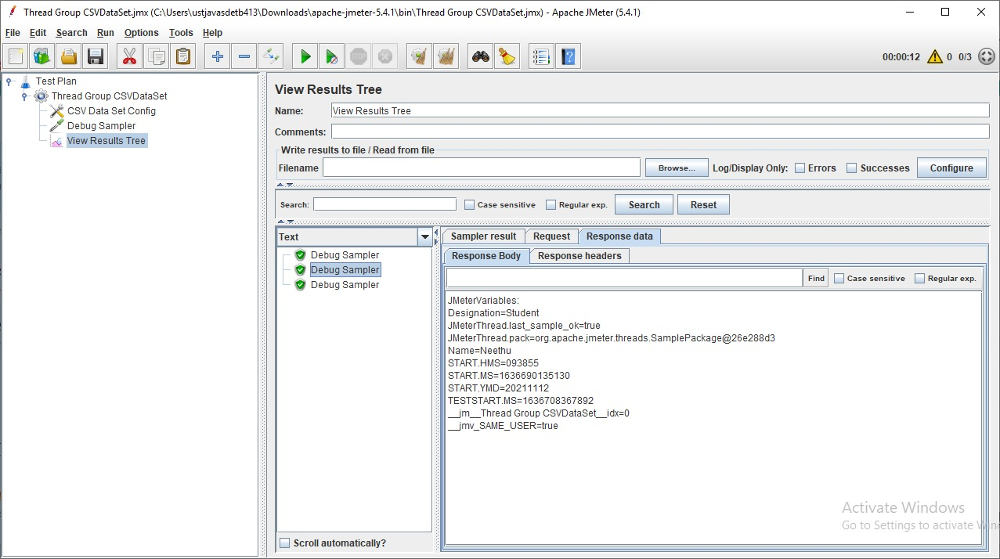 Thread Group CSVDataSet.jmx (C:\Users\ustjavasdetb413\Downloads\apache-jmeter-5.4.1\bin\Thread Group CSVDataSet.jmx) - Apache JMeter (5.4.1)
File Edit Search Run Options Tools Help
STOP
00:00:12 0 0/3
Test Plan
Thread Group CSVDataSet
CSV Data Set Config
Debug Sampler
View Results Tree
View Results Tree
Name: View Results Tree
Comments:
Write results to file / Read from file
Filename Browse... Log/Display Only: Errors Successes Configure
Search: Case sensitive Regular exp. Search Reset
Text
Debug Sampler
Debug Sampler
Debug Sampler
Scroll automatically?
Sampler result Request Response data
Response Body Response headers
Find Case sensitive Regular exp.
JMeterVariables:
Designation=Student
JMeterThread.last_sample_ok=true
JMeterThread.pack=org.apache.jmeter.threads.SamplePackage@26e288d3
Name=Neethu
START.HMS=093855
START.MS=1636690135130
START.YMD=20211112
TESTSTART.MS=1636708367892
__jm__Thread Group CSVDataSet__idx=0
__jmv_SAME_USER=true
Activate Windows
Go to Settings to activate Win